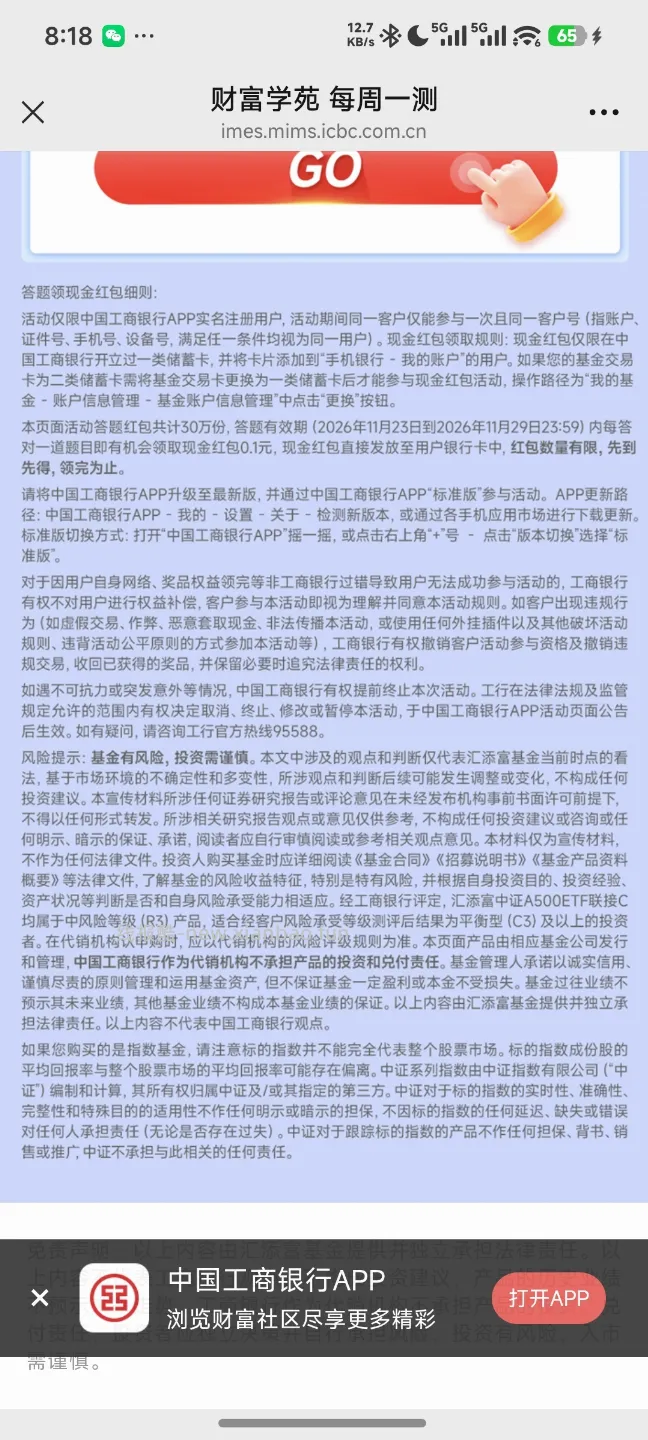 8:18
12.7
KB/s
5G
5G
6
65
财富学苑 每周一测
imes.mims.icbc.com.cn
GO
答题领现金红包细则:
活动仅限中国工商银行APP实名注册用户, 活动期间同一客户仅能参与一次且同一客户号 (指账户、
证件号、手机号、设备号, 满足任一条件均视为同一用户) 。现金红包领取规则: 现金红包仅限在中
国工商银行开立过一类储蓄卡, 并将卡片添加到“手机银行 - 我的账户”的用户。如果您的基金交易
卡为二类储蓄卡需将基金交易卡更换为一类储蓄卡后才能参与现金红包活动, 操作路径为“我的基
金 - 账户信息管理 - 基金账户信息管理”中点击“更换”按钮。
本页面活动答题红包共计30万份, 答题有效期 (2026年11月23日到2026年11月29日23:59) 内每答
对一道题目即有机会领取现金红包0.1元, 现金红包直接发放至用户银行卡中, 红包数量有限, 先到
先得, 领完为止。
请将中国工商银行APP升级至最新版, 并通过中国工商银行APP“标准版”参与活动。APP更新路
径: 中国工商银行APP - 我的 - 设置 - 关于 - 检测新版本, 或通过各手机应用市场进行下载更新。
标准版切换方式: 打开“中国工商银行APP”摇一摇, 或点击右上角“+”号 - 点击“版本切换”选择“标
准版”。
对于因用户自身网络、奖品权益领完等非工商银行过错导致用户无法成功参与活动的, 工商银行
有权不对用户进行权益补偿, 客户参与本活动即视为理解并同意本活动规则。如客户出现违规行
为 (如虚假交易、作弊、恶意套取现金、非法传播本活动, 或使用任何外挂插件以及其他破坏活动
规则、违背活动公平原则的方式参加本活动等) , 工商银行有权撤销客户活动参与资格及撤销违
规交易, 收回已获得的奖品, 并保留必要时追究法律责任的权利。
如遇不可抗力或突发意外等情况, 中国工商银行有权提前终止本次活动。工行在法律法规及监管
规定允许的范围内有权决定取消、终止、修改或暂停本活动, 于中国工商银行APP活动页面公告
后生效。如有疑问, 请咨询工行官方热线95588。
风险提示: 基金有风险, 投资需谨慎。本文中涉及的观点和判断仅代表汇添富基金当前时点的看
法, 基于市场环境的不确定性和多变性, 所涉观点和判断后续可能发生调整或变化, 不构成任何
投资建议。本宣传材料所涉任何证券研究报告或评论意见在未经发布机构事前书面许可前提下,
不得以任何形式转发。所涉相关研究报告观点或意见仅供参考, 不构成任何投资建议或咨询或任
何明示、暗示的保证、承诺, 阅读者应自行审慎阅读或参考相关观点意见。本材料仅为宣传材料,
不作为任何法律文件。投资人购买基金时应详细阅读《基金合同》《招募说明书》《基金产品资料
概要》等法律文件, 了解基金的风险收益特征, 特别是特有风险, 并根据自身投资目的、投资经验、
资产状况等判断是否和自身风险承受能力相适应。经工商银行评定, 汇添富中证A500ETF联接C
均属于中风险等级 (R3) 产品, 适合经客户风险承受等级测评后结果为平衡型 (C3) 及以上的投资
者。在代销机构认申购时, 应以代销机构的风险评级规则为准。本页面产品由相应基金公司发行
和管理, 中国工商银行作为代销机构不承担产品的投资和兑付责任。基金管理人承诺以诚实信用、
谨慎尽责的原则管理和运用基金资产, 但不保证基金一定盈利或本金不受损失。基金过往业绩不
预示其未来业绩, 其他基金业绩不构成本基金业绩的保证。以上内容由汇添富基金提供并独立承
担法律责任。以上内容不代表中国工商银行观点。
如果您购买的是指数基金, 请注意标的指数并不能完全代表整个股票市场。标的指数成份股的
平均回报率与整个股票市场的平均回报率可能存在偏离。中证系列指数由中证指数有限公司 (“中
证”) 编制和计算, 其所有权归属中证及/或其指定的第三方。中证对于标的指数的实时性、准确性、
完整性和特殊目的的适用性不作任何明示或暗示的担保, 不因标的指数的任何延迟、缺失或错误
对任何人承担责任 (无论是否存在过失) 。中证对于跟踪标的指数的产品不作任何担保、背书、销
售或推广, 中证不承担与此相关的任何责任。
免责声明: 以上内容由汇添富基金提供并独立承担法律责任。以
中国工商银行APP
浏览财富社区尽享更多精彩
打开APP
需谨慎。